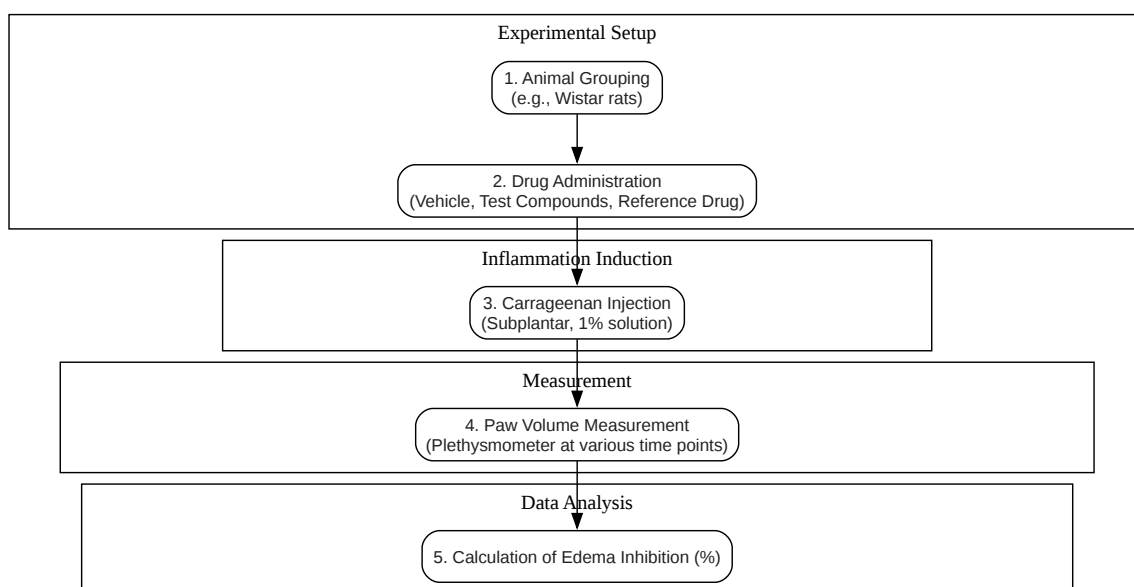 Experimental Setup
1. Animal Grouping
(e.g., Wistar rats)
2. Drug Administration
(Vehicle, Test Compounds, Reference Drug)
Inflammation Induction
3. Carrageenan Injection
(Subplantar, 1% solution)
Measurement
4. Paw Volume Measurement
(Plethysmometer at various time points)
Data Analysis
5. Calculation of Edema Inhibition (%)